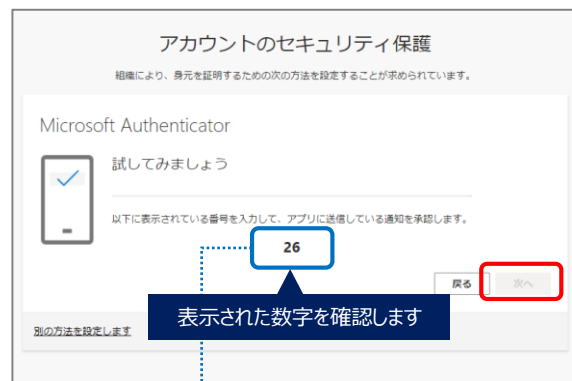 アカウントのセキュリティ保護
組織により、身元を証明するための次の方法を設定することが求められています。
Microsoft Authenticator
試してみましょう
以下に表示されている番号を入力して、アプリに送信している通知を承認します。
26
戻る
次へ
表示された数字を確認します
別の方法を設定します